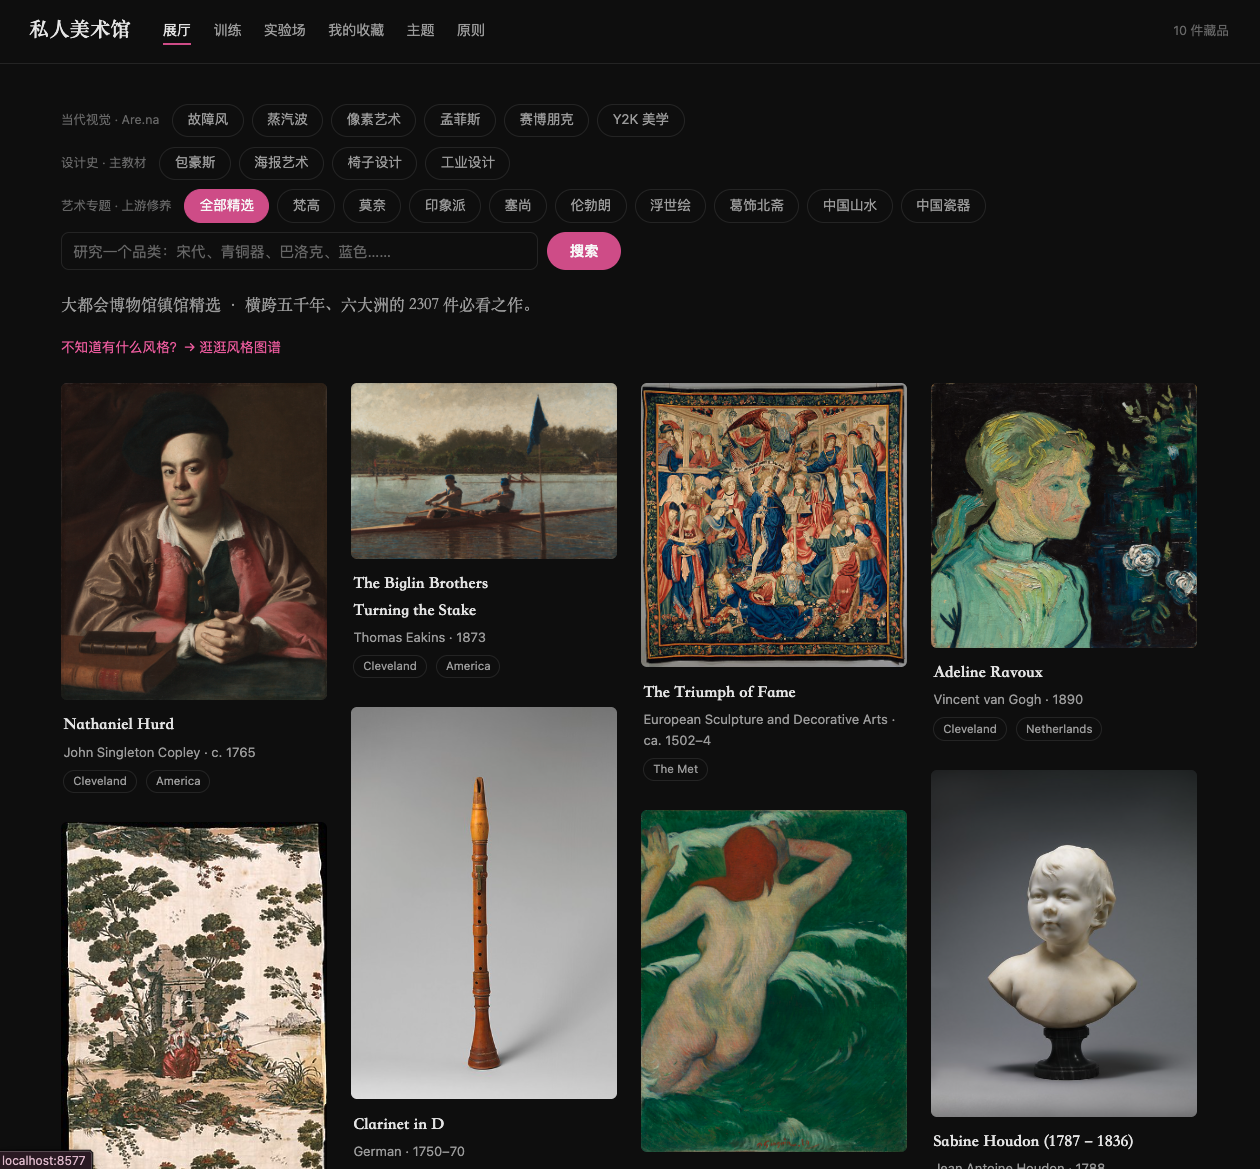 私人美术馆
展厅 训练 实验场 我的收藏 主题 原则
10 件藏品
当代视觉 · Are.na 故障风 蒸汽波 像素艺术 孟菲斯 赛博朋克 Y2K 美学
设计史 · 主教材 包豪斯 海报艺术 椅子设计 工业设计
艺术专题 · 上游修养 全部精选 梵高 莫奈 印象派 塞尚 伦勃朗 浮世绘 葛饰北斋 中国山水 中国瓷器
研究一个品类：宋代、青铜器、巴洛克、蓝色…… 搜索
大都会博物馆镇馆精选 · 横跨五千年、六大洲的 2307 件必看之作。
不知道有什么风格？ → 逛逛风格图谱
Nathaniel Hurd
John Singleton Copley · c. 1765
Cleveland America
The Biglin Brothers
Turning the Stake
Thomas Eakins · 1873
Cleveland America
Clarinet in D
German · 1750–70
The Triumph of Fame
European Sculpture and Decorative Arts ·
ca. 1502–4
The Met
Adeline Ravoux
Vincent van Gogh · 1890
Cleveland Netherlands
Sabine Houdon (1787 – 1836)
Jean Antoine Houdon · 1788
localhost:8577